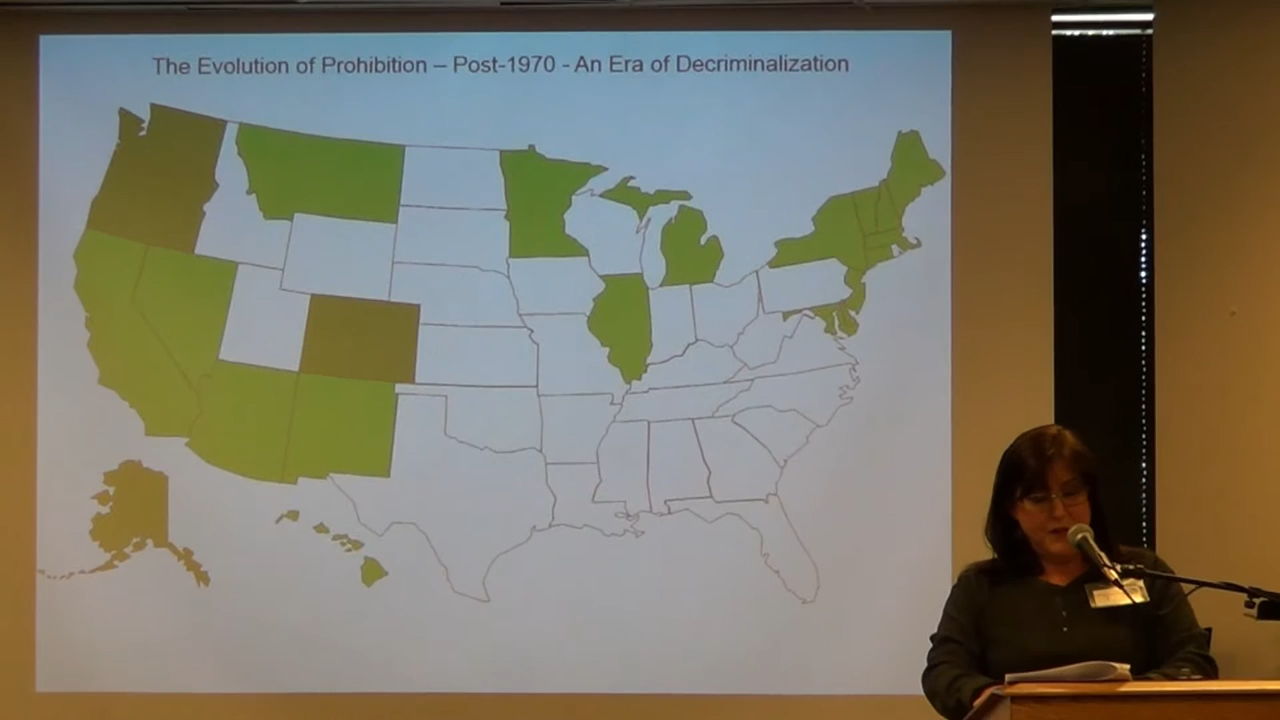 The Evolution of Prohibition – Post-1970 - An Era of Decriminalization